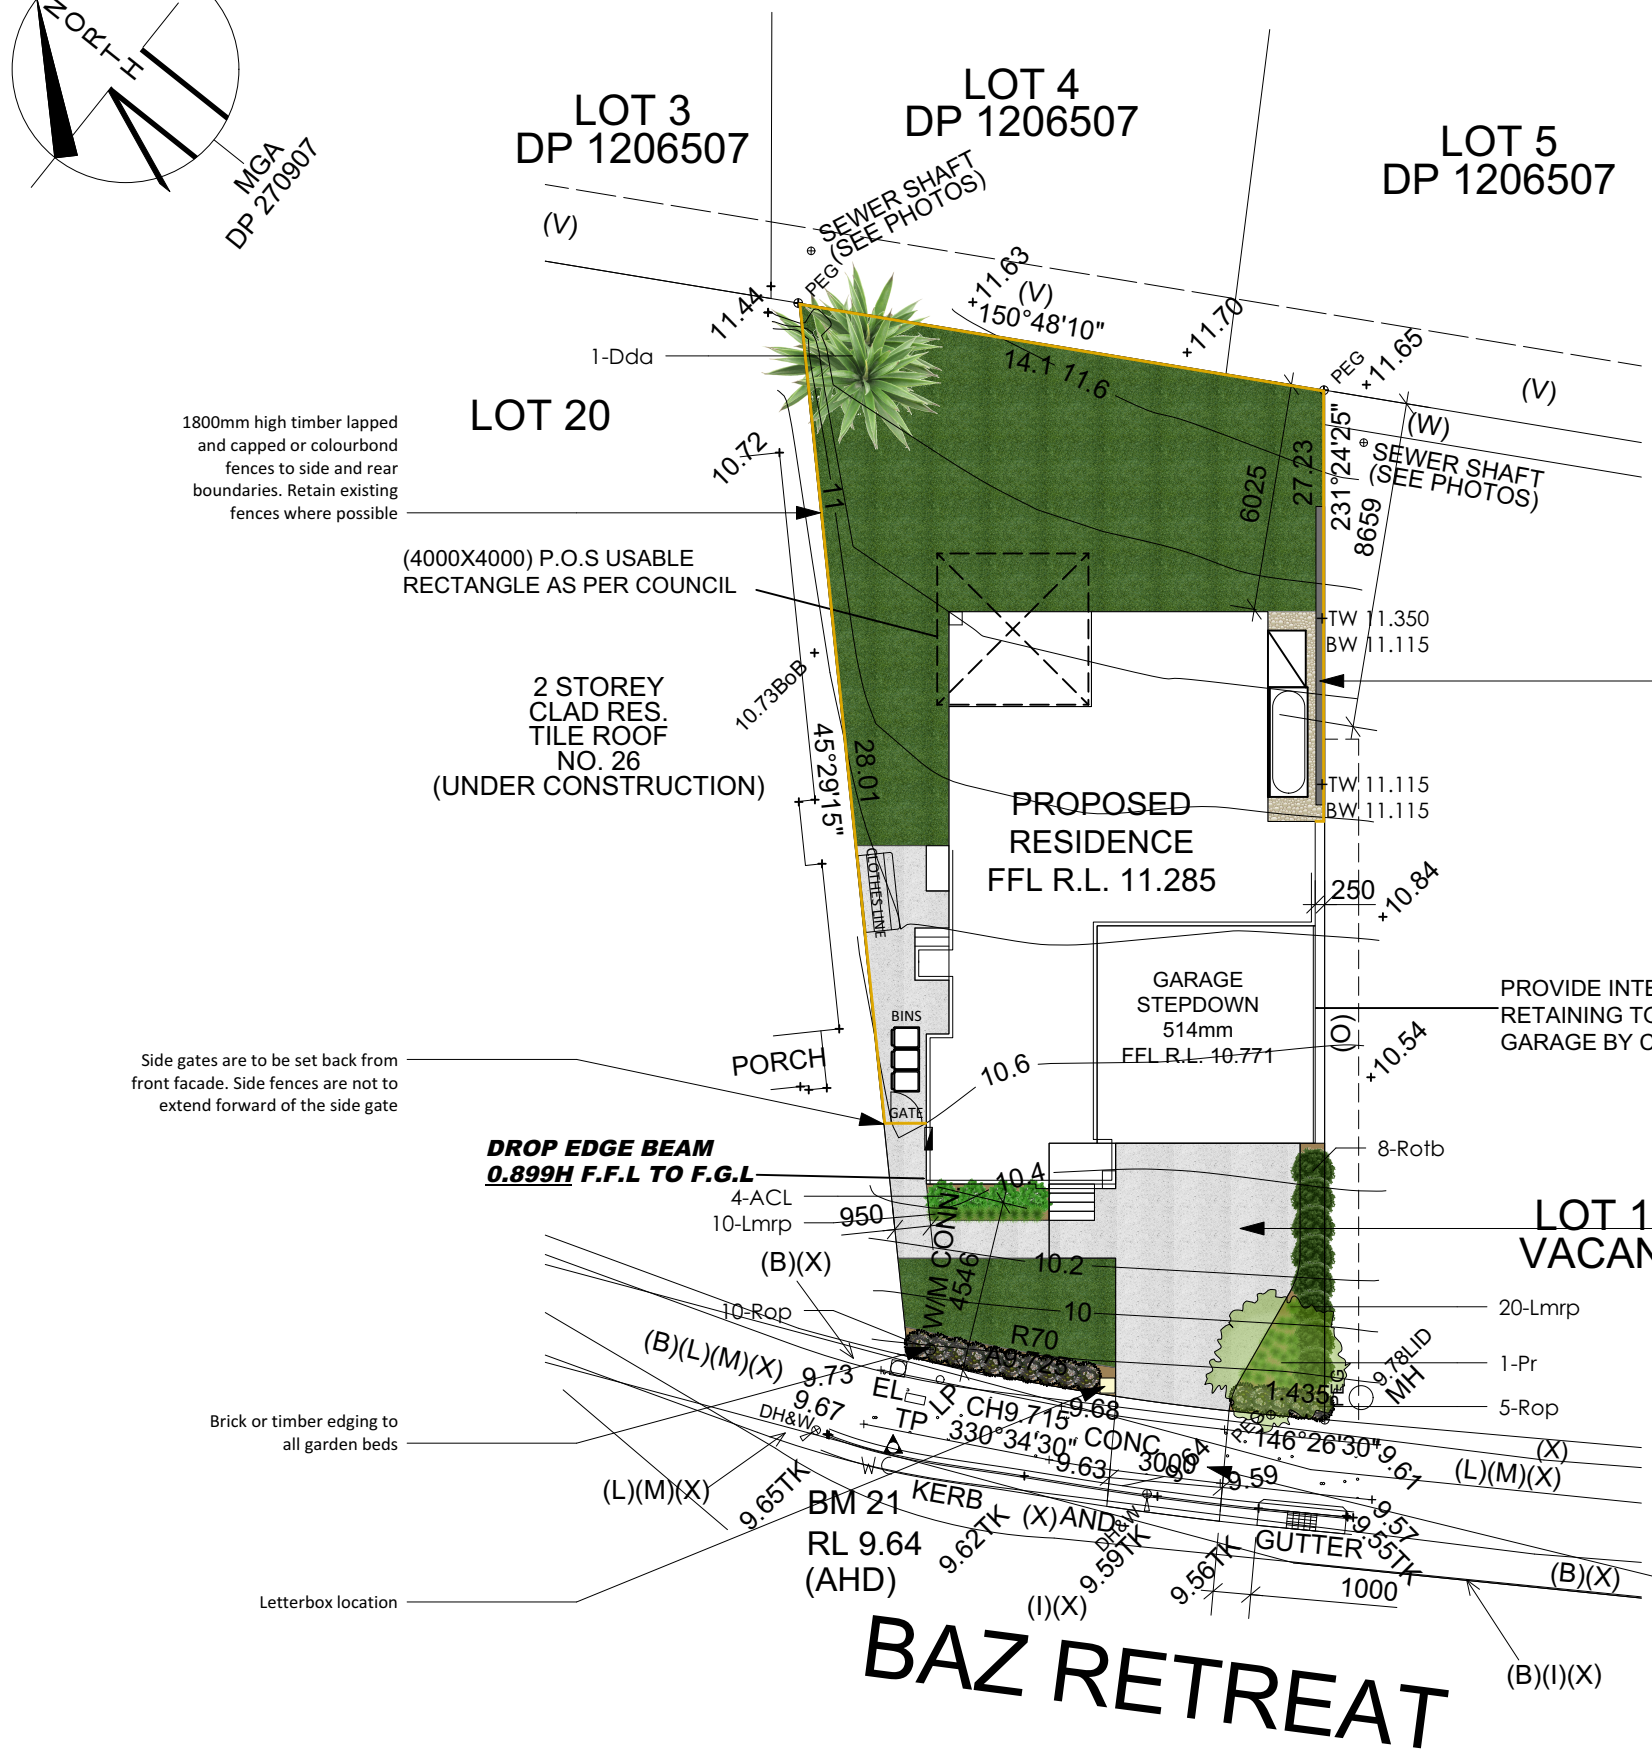 NORTH
MGA
DP 270907
LOT 3
DP 1206507
LOT 4
DP 1206507
LOT 5
DP 1206507
(V)
SEWER SHAFT
(SEE PHOTOS)
PEG
11.44
11.63
(V)
150°48'10"
11.70
14.1
11.6
PEG
11.65
(V)
(W)
1-Dda
LOT 20
1800mm high timber lapped
and capped or colourbond
fences to side and rear
boundaries. Retain existing
fences where possible
10.72
11
6025
27.23
231°24'25"
8659
SEWER SHAFT
(SEE PHOTOS)
(4000X4000) P.O.S USABLE
RECTANGLE AS PER COUNCIL
TW 11.350
BW 11.115
10.73BoB
2 STOREY
CLAD RES.
TILE ROOF
NO. 26
(UNDER CONSTRUCTION)
45°29'15"
28.01
PROPOSED
RESIDENCE
FFL R.L. 11.285
TW 11.115
BW 11.115
CLOTHES LINE
250
10.84
GARAGE
STEPDOWN
514mm
FFL R.L. 10.771
PROVIDE INTE
RETAINING TO
GARAGE BY C
(O)
10.54
BINS
GATE
PORCH
10.6
Side gates are to be set back from
front facade. Side fences are not to
extend forward of the side gate
DROP EDGE BEAM
0.899H F.F.L TO F.G.L
8-Rotb
4-ACL
10-Lmrp
950
10.4
W/M CONN.
4546
10.2
LOT 1
VACAN
(B)(X)
10-Rop
10
R70
A9.725
20-Lmrp
(B)(L)(M)(X)
9.73
9.67
EL
LP
TP
DH&W
CH9.715
330°34'30"
9.68
CONC.
9.63
3000
9.64
1-Pr
9.78LID
MH
PEG
1.435
5-Rop
PEG
146°26'30"
9.61
9.59
(X)
(L)(M)(X)
Brick or timber edging to
all garden beds
(L)(M)(X)
9.65TK
W
BM 21
RL 9.64
(AHD)
KERB
(X)
AND
GUTTER
9.62TK
DH&W
9.59TK
9.56TK
9.57
9.55TK
1000
(B)(X)
Letterbox location
(I)(X)
(B)(I)(X)
BAZ RETREAT